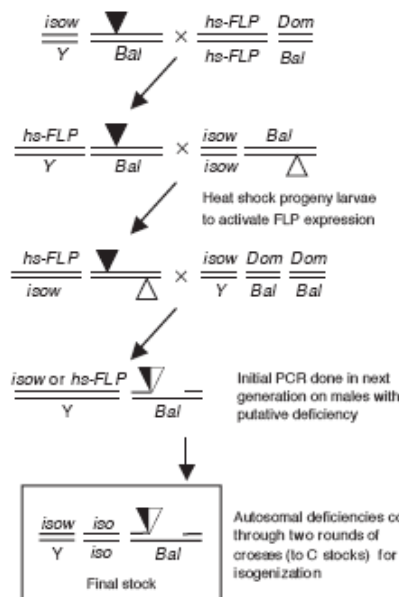 isow hs-FLP Dom
Y Bal × hs-FLP Bal
hs-FLP isow Bal
Y Bal × isow
Heat shock progeny larvae
to activate FLP expression
hs-FLP isow Dom Dom
isow × Y Bal Bal
isow or hs-FLP
Y Bal
Initial PCR done in next
generation on males with
putative deficiency
isow iso
Y iso Bal
Final stock
Autosomal deficiencies co
through two rounds of
crosses (to C stocks) for
isogenization